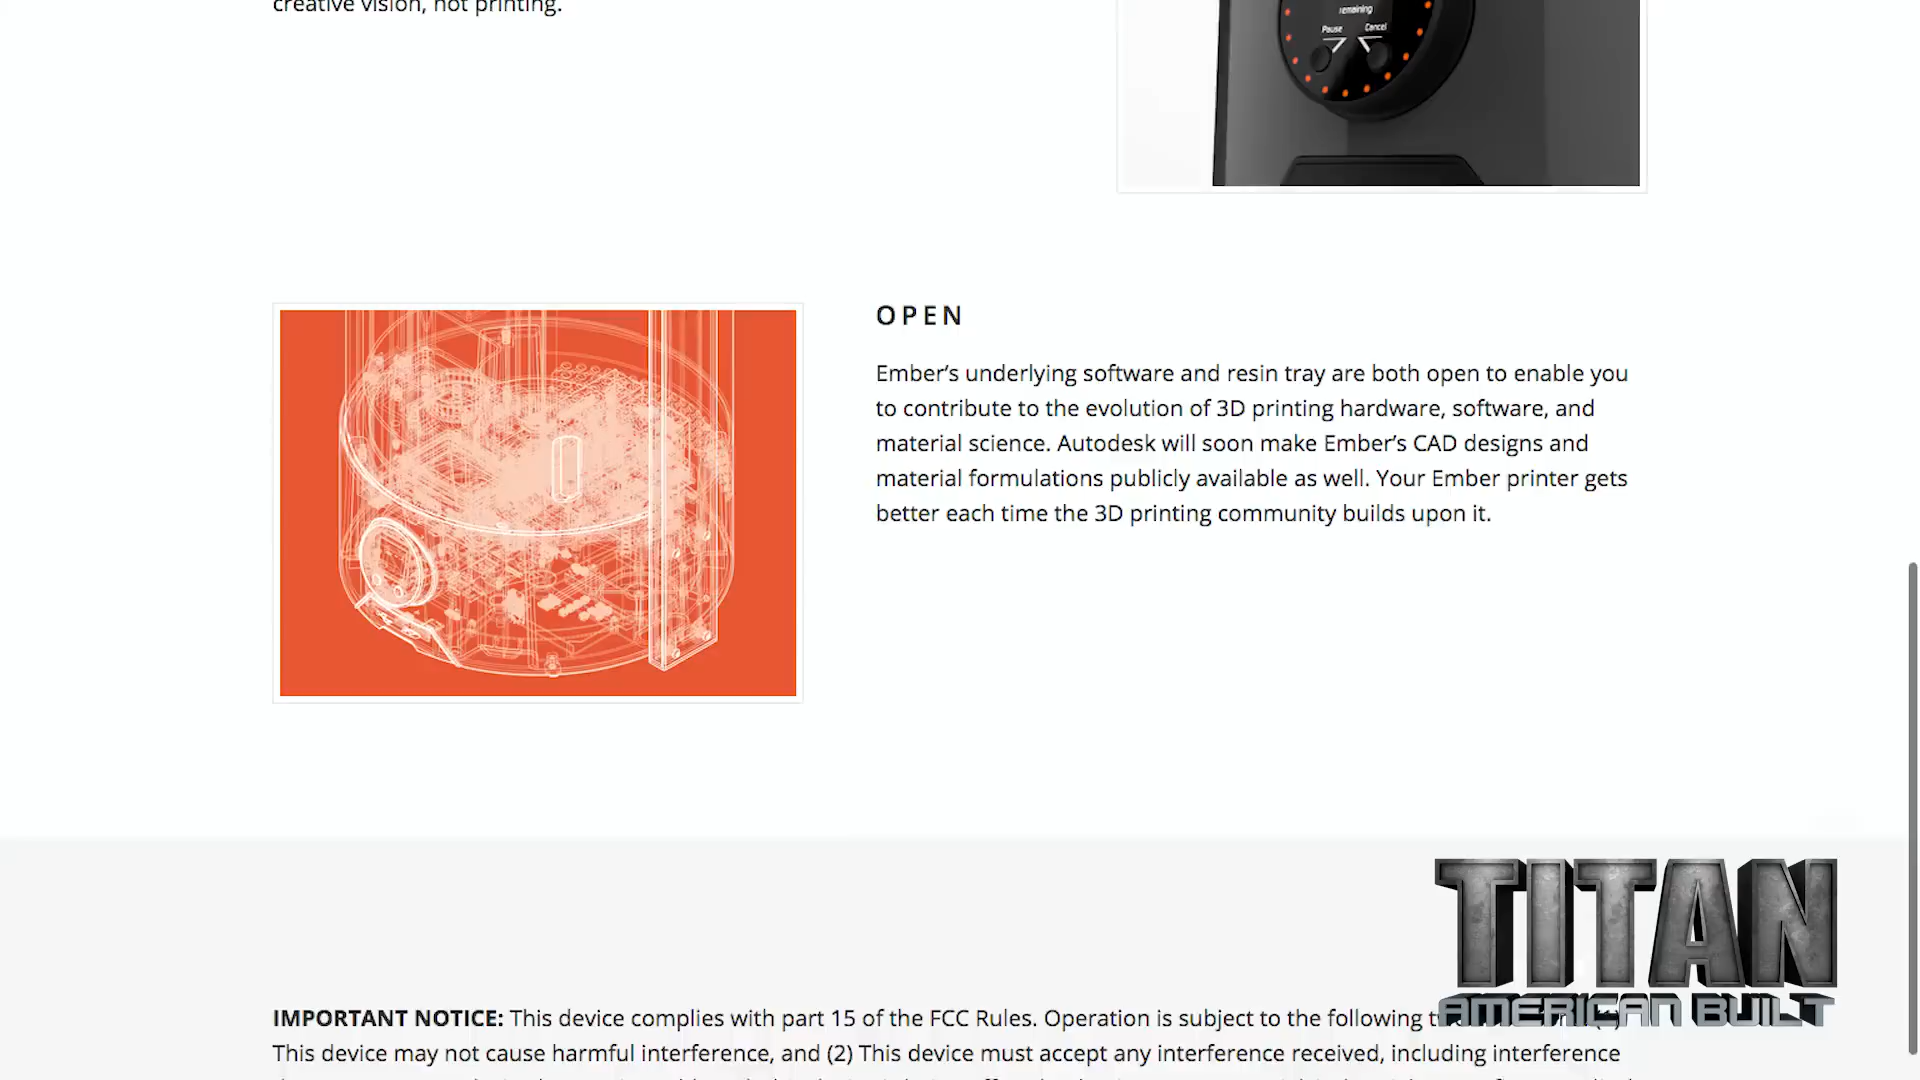 creative vision, not printing.
remaining
Pause Cancel
OPEN
Ember’s underlying software and resin tray are both open to enable you
to contribute to the evolution of 3D printing hardware, software, and
material science. Autodesk will soon make Ember’s CAD designs and
material formulations publicly available as well. Your Ember printer gets
better each time the 3D printing community builds upon it.
TITAN
AMERICAN BUILT
IMPORTANT NOTICE: This device complies with part 15 of the FCC Rules. Operation is subject to the following
This device may not cause harmful interference, and (2) This device must accept any interference received, including interference